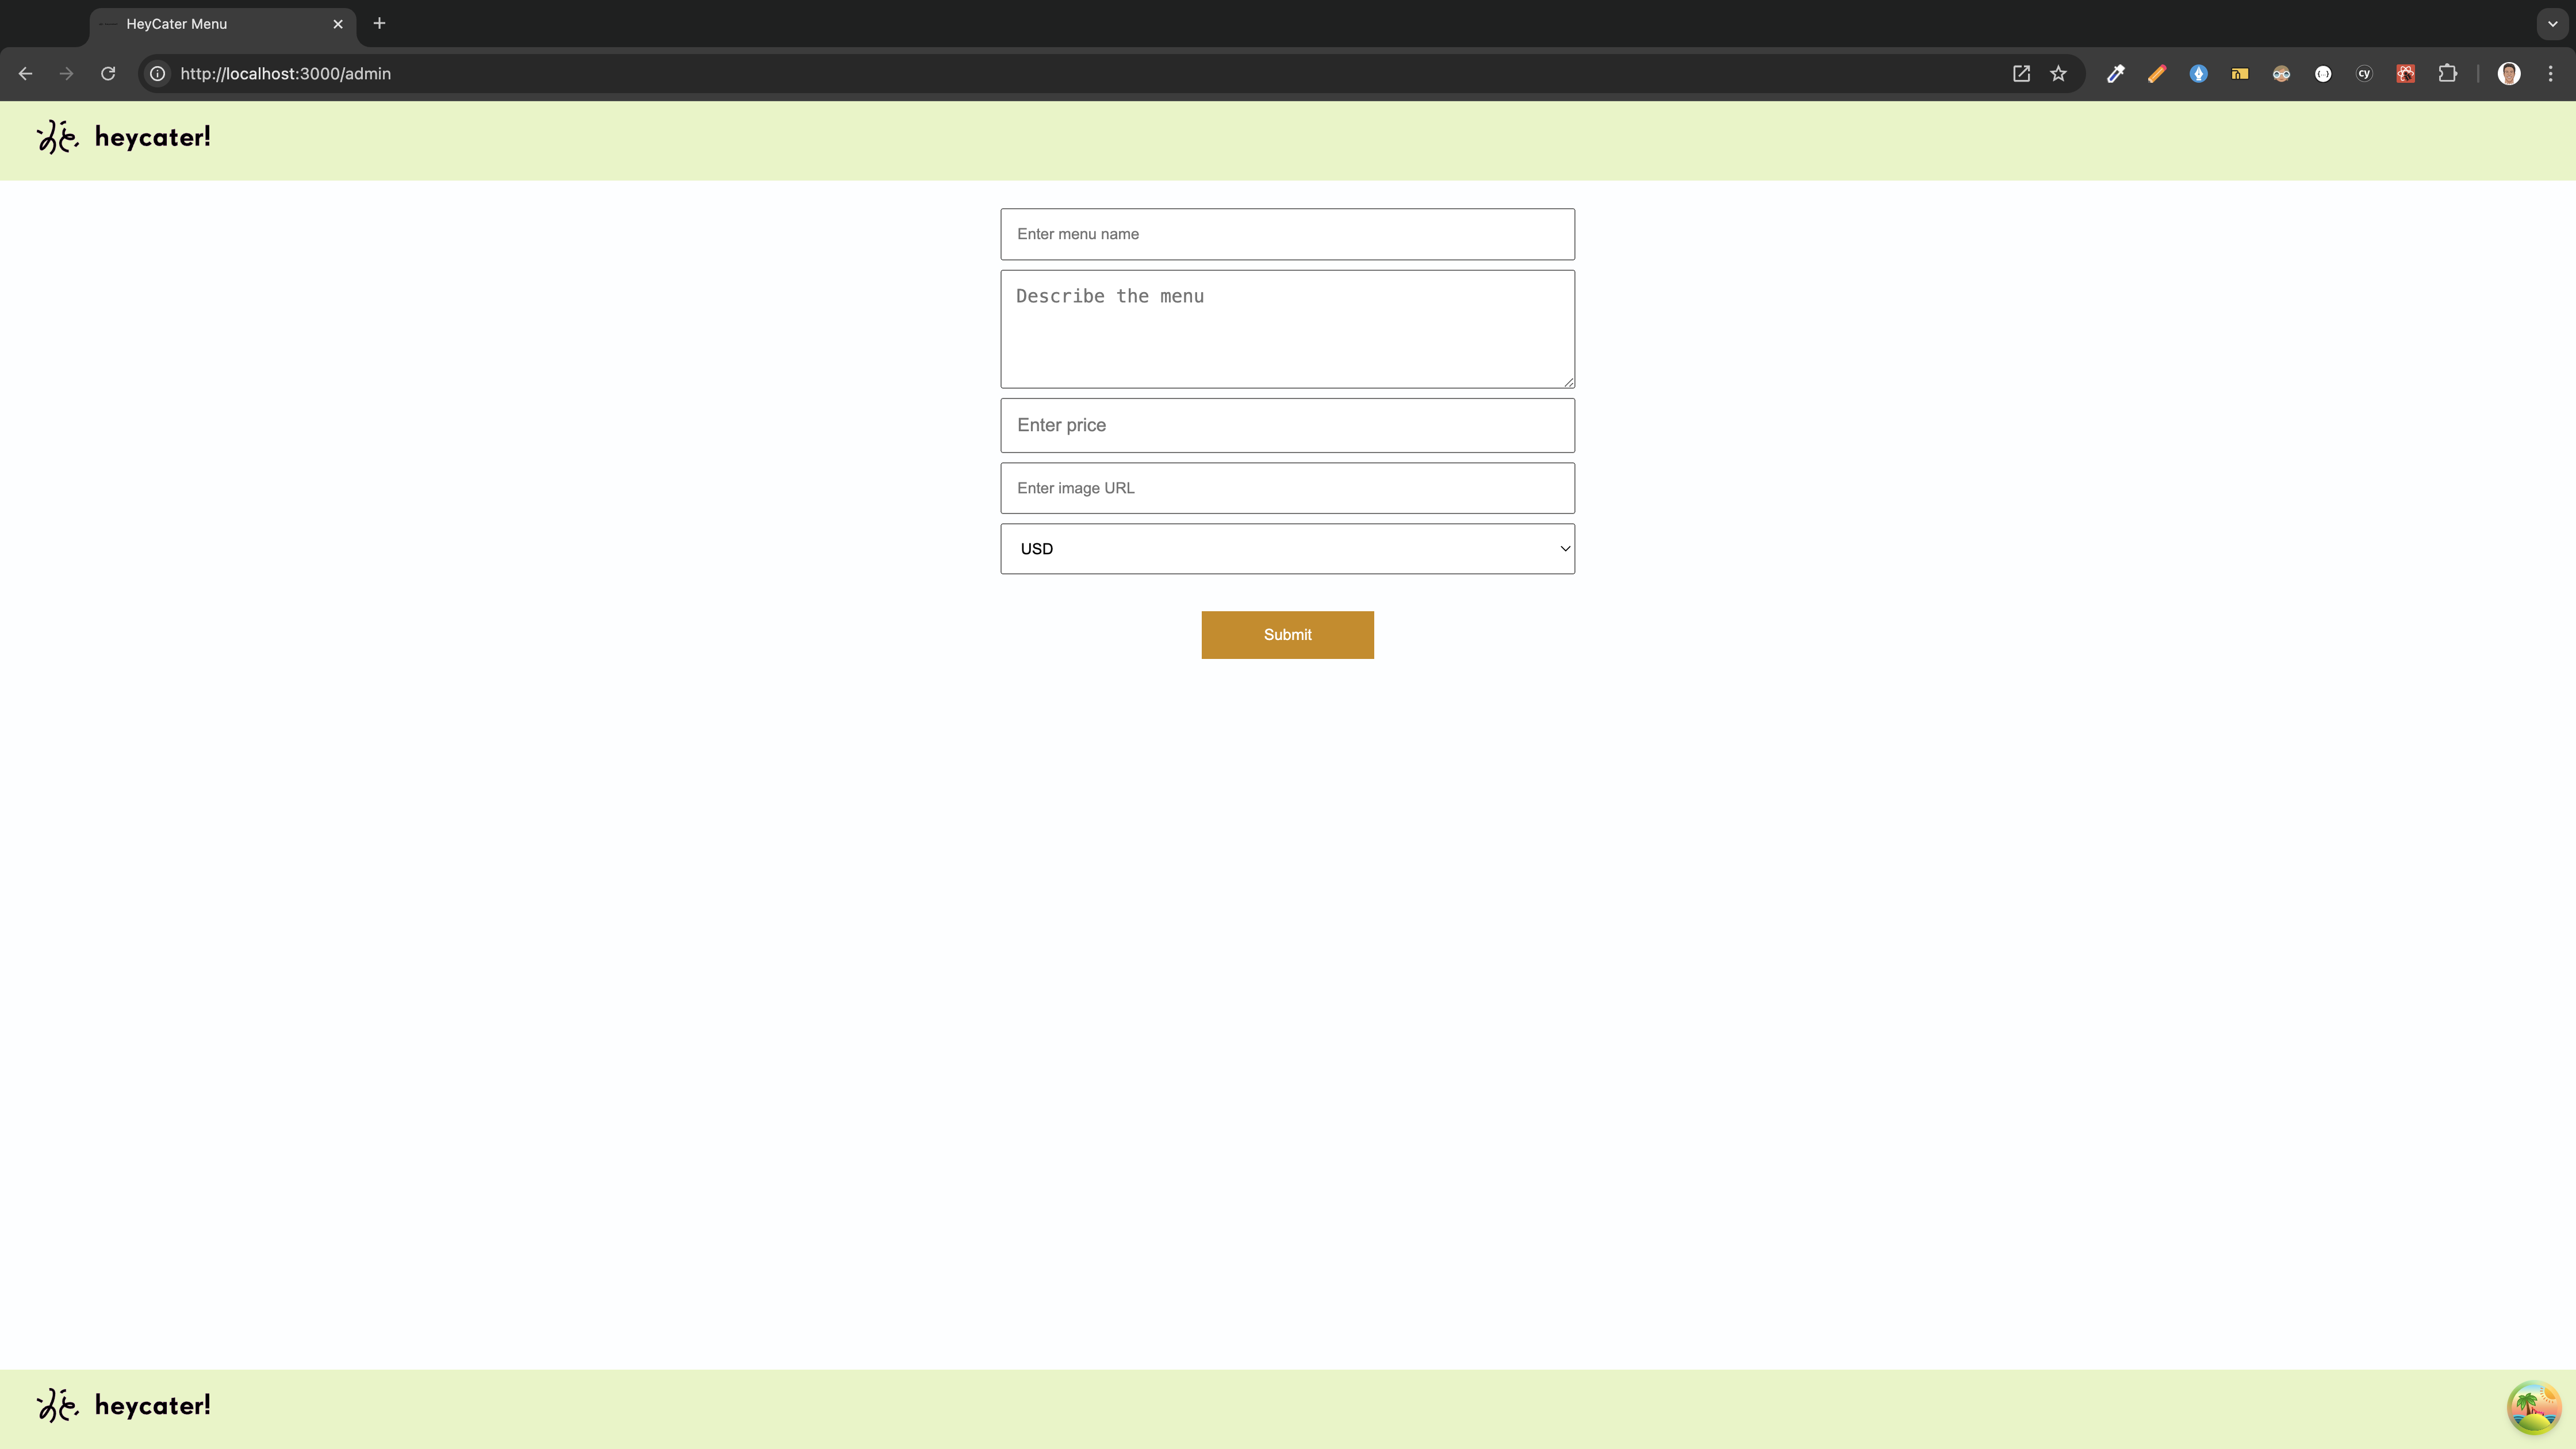 HeyCater Menu
http://localhost:3000/admin
cy
heycater!
Enter menu name
Describe the menu
Enter price
Enter image URL
USD
Submit
heycater!